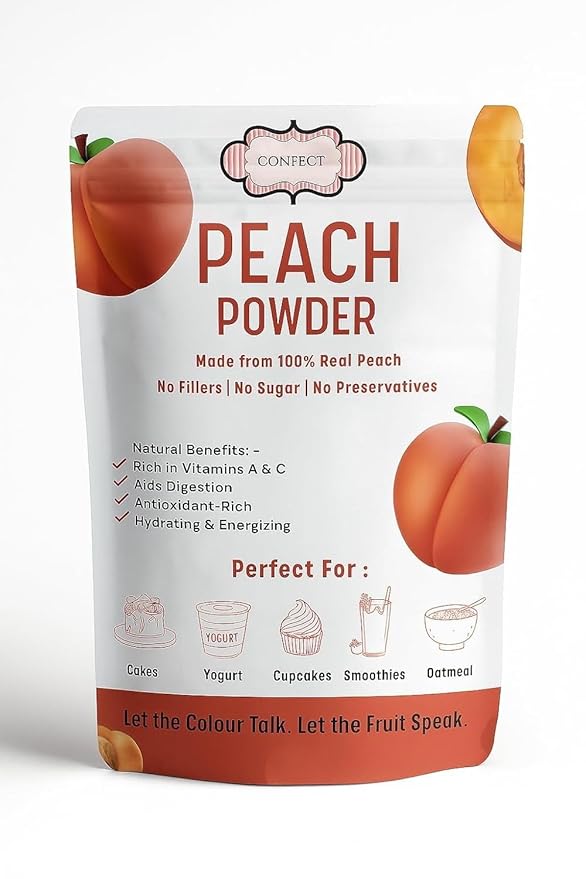 CONFECT
PEACH
POWDER
Made from 100% Real Peach
No Fillers | No Sugar | No Preservatives
Natural Benefits: -
Rich in Vitamins A & C
Aids Digestion
Antioxidant-Rich
Hydrating & Energizing
Perfect For :
YOGURT
Cakes Yogurt Cupcakes Smoothies Oatmeal
Let the Colour Talk. Let the Fruit Speak.